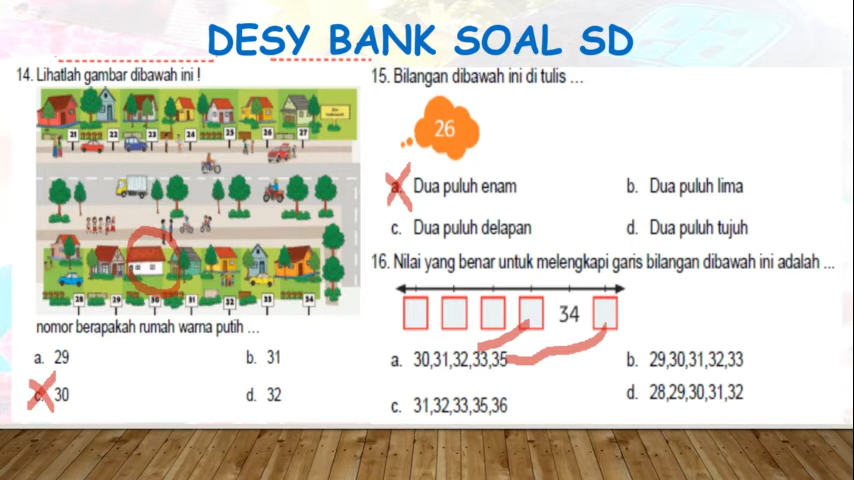 DESY BANK SOAL SD
14. Lihatlah gambar dibawah ini !
21 22 23 24 25 26 27
28 29 30 31 32 33 34
nomor berapakah rumah warna putih ...
a. 29
b. 31
c. 30
d. 32
15. Bilangan dibawah ini di tulis ...
26
a. Dua puluh enam
b. Dua puluh lima
c. Dua puluh delapan
d. Dua puluh tujuh
16. Nilai yang benar untuk melengkapi garis bilangan dibawah ini adalah ...
34
a. 30,31,32,33,35
b. 29,30,31,32,33
c. 31,32,33,35,36
d. 28,29,30,31,32